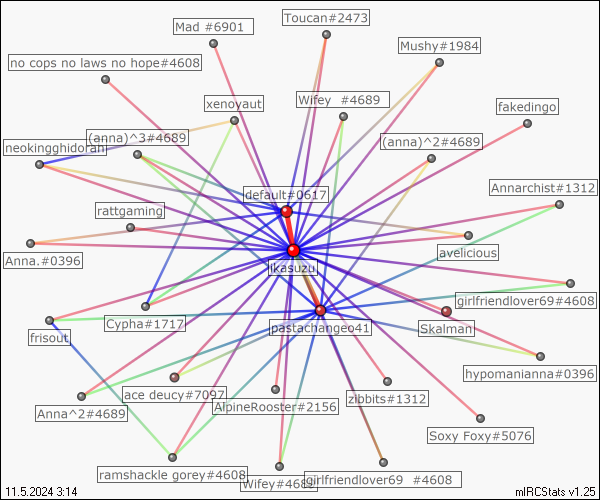 Toucan#2473
Mad #6901
Mushy#1984
no cops no laws no hope#4608
Wifey  #4689
xenoyaut
fakedingo
(anna)^3#4689
(anna)^2#4689
neokingghidorah
Annarchist#1312
default#0617
rattgaming
avelicious
Anna.#0396
ikasuzu
girlfriendlover69#4608
Cypha#1717
pastachangeo41
Skalman
frisout
hypomanianna#0396
ace deucy#7097
zibbits#1312
AlpineRooster#2156
Anna^2#4689
Soxy Foxy#5076
ramshackle gorey#4608
girlfriendlover69  #4608
Wifey#4689
11.5.2024 3:14
mIRCStats v1.25